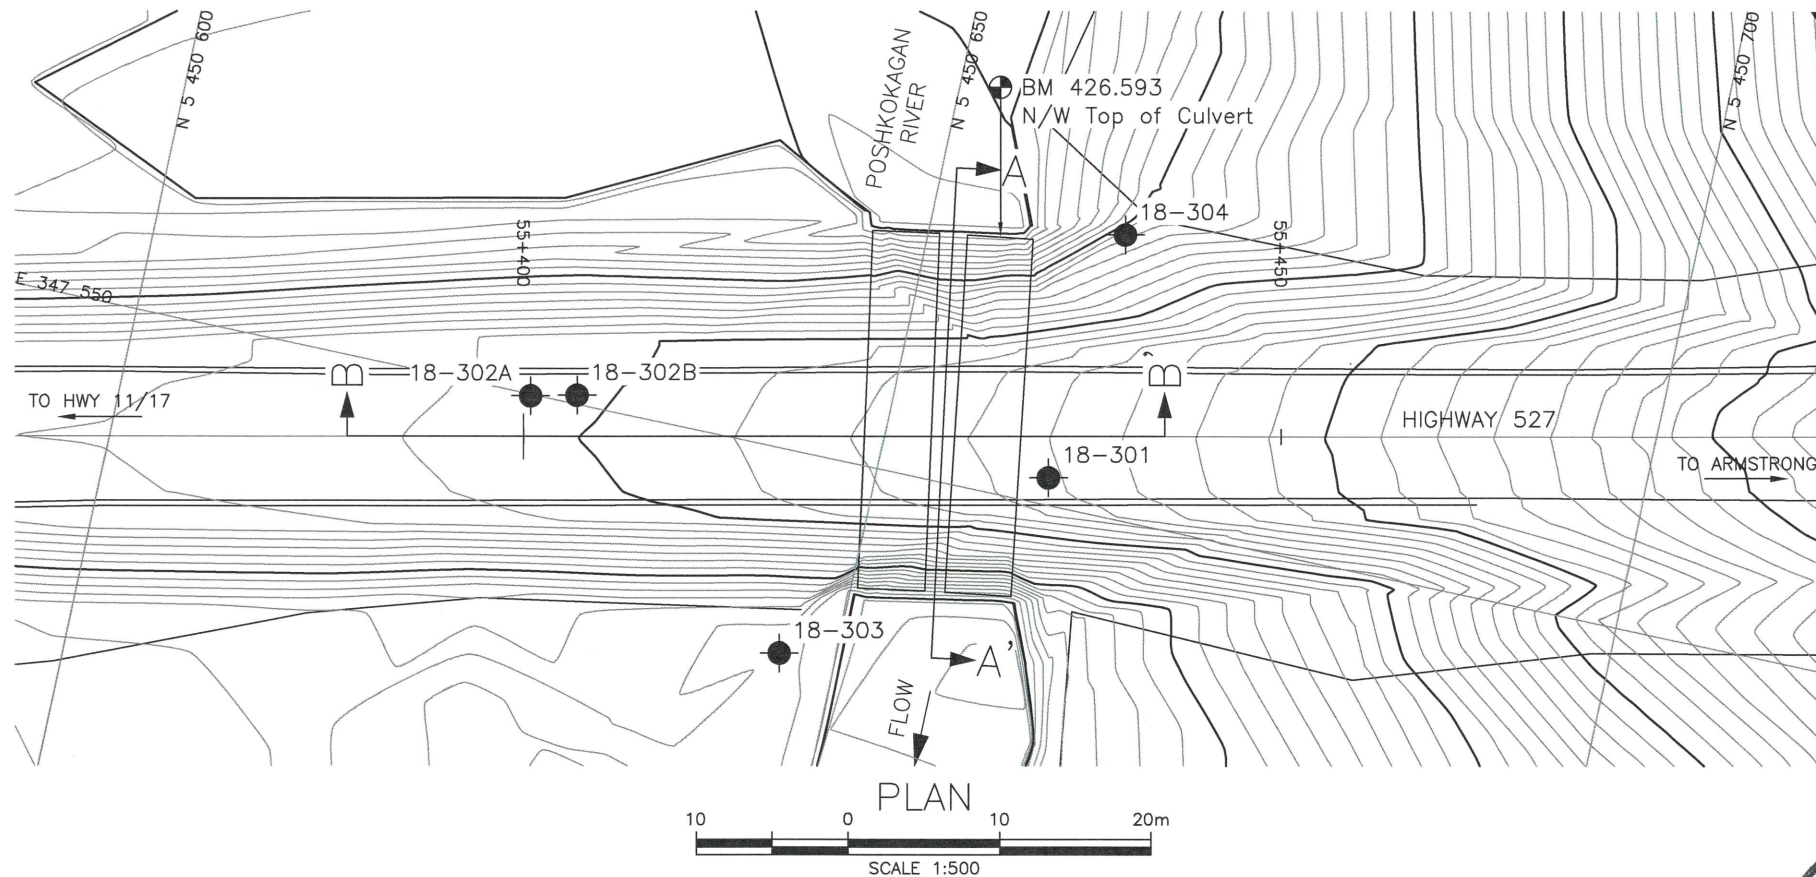 N 5 450 600
N 5 450 650
N 5 450 700
POSHKOKAGAN
RIVER
BM 426.593
N/W Top of Culvert
A
18-304
55+400
55+450
E 347 550
B
18-302A
18-302B
B'
TO HWY 11/17
HIGHWAY 527
18-301
TO ARMSTRONG
18-303
A'
FLOW
PLAN
10 0 10 20m
SCALE 1:500